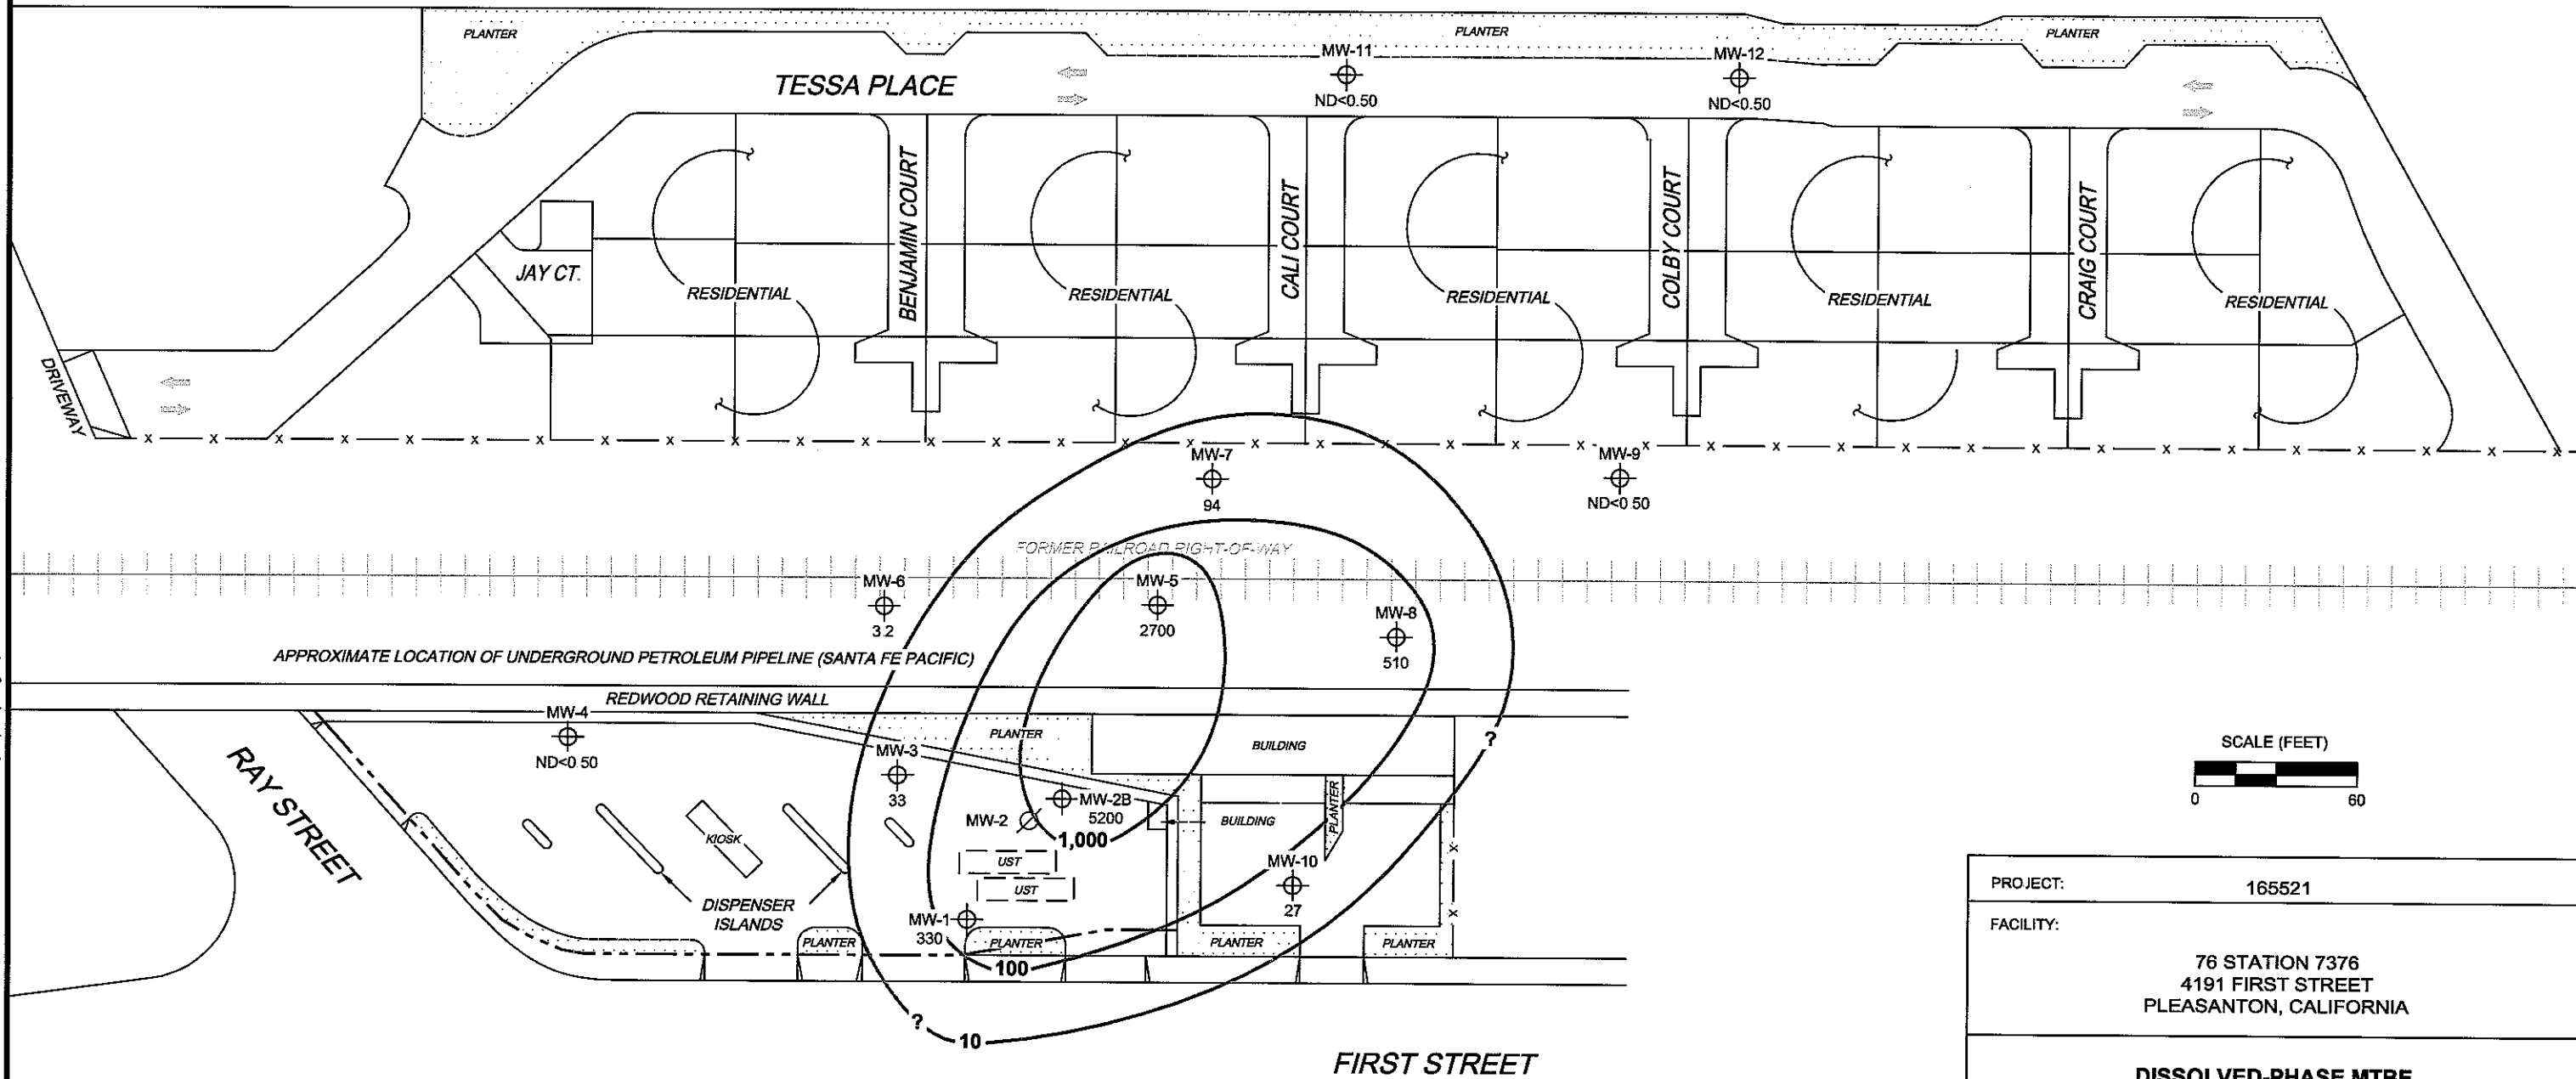 PLANTER
PLANTER
PLANTER
MW-11
MW-12
TESSA PLACE
ND<0.50
ND<0.50
BENJAMIN COURT
CALI COURT
COLBY COURT
CRAIG COURT
JAY CT.
RESIDENTIAL
RESIDENTIAL
RESIDENTIAL
RESIDENTIAL
RESIDENTIAL
DRIVEWAY
MW-7
94
MW-9
ND<0 50
FORMER RAILROAD RIGHT-OF-WAY
MW-6
3.2
MW-5
2700
MW-8
510
APPROXIMATE LOCATION OF UNDERGROUND PETROLEUM PIPELINE (SANTA FE PACIFIC)
REDWOOD RETAINING WALL
MW-4
ND<0 50
RAY STREET
MW-3
33
PLANTER
BUILDING
?
MW-2B
5200
MW-2
1,000
BUILDING
PLANTER
KIOSK
UST
UST
DISPENSER
ISLANDS
MW-10
27
MW-1
330
PLANTER
PLANTER
PLANTER
PLANTER
100
?
10
FIRST STREET
SCALE (FEET)
0 60
PROJECT: 165521
FACILITY:
76 STATION 7376
4191 FIRST STREET
PLEASANTON, CALIFORNIA
DISSOLVED-PHASE MTBE